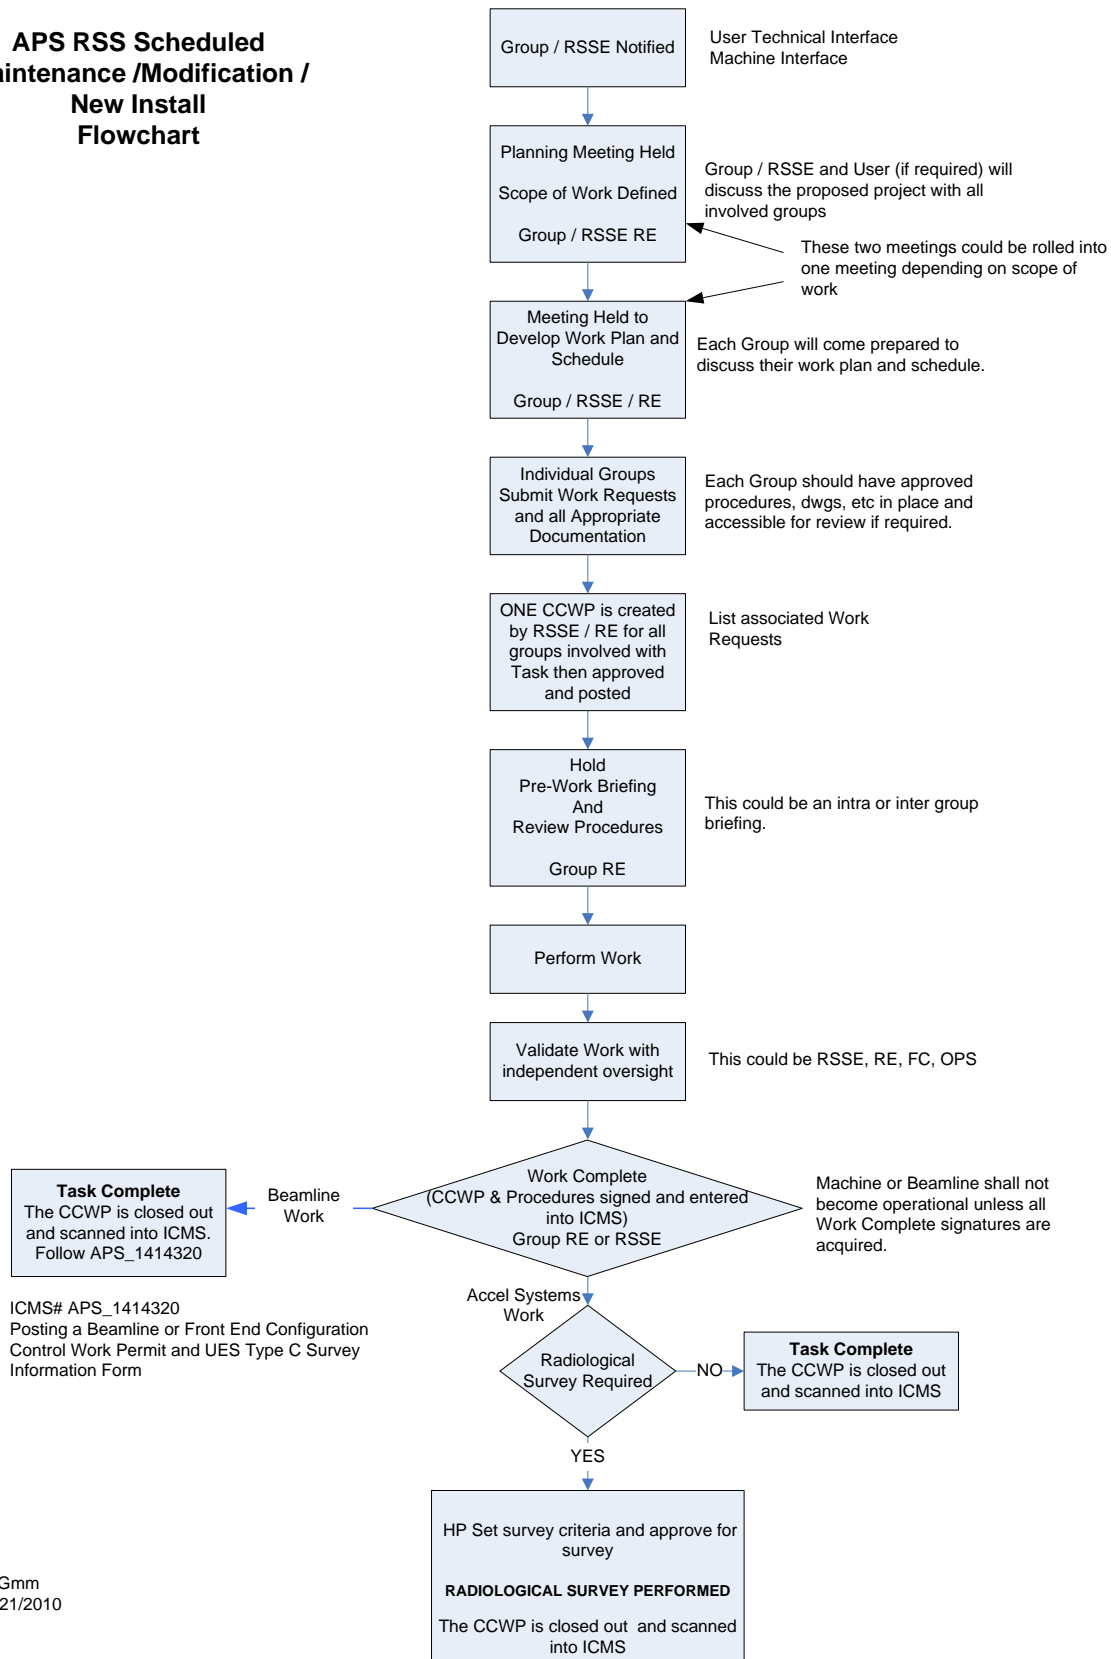 APS RSS Scheduled
aintenance /Modification /
New Install
Flowchart
Group / RSSE Notified
User Technical Interface
Machine Interface
Planning Meeting Held
Scope of Work Defined
Group / RSSE RE
Group / RSSE and User (if required) will
discuss the proposed project with all
involved groups
These two meetings could be rolled into
one meeting depending on scope of
work
Meeting Held to
Develop Work Plan and
Schedule
Group / RSSE / RE
Each Group will come prepared to
discuss their work plan and schedule.
Individual Groups
Submit Work Requests
and all Appropriate
Documentation
Each Group should have approved
procedures, dwgs, etc in place and
accessible for review if required.
ONE CCWP is created
by RSSE / RE for all
groups involved with
Task then approved
and posted
List associated Work
Requests
Hold
Pre-Work Briefing
And
Review Procedures
Group RE
This could be an intra or inter group
briefing.
Perform Work
Validate Work with
independent oversight
This could be RSSE, RE, FC, OPS
Work Complete
(CCWP & Procedures signed and entered
into ICMS)
Group RE or RSSE
Machine or Beamline shall not
become operational unless all
Work Complete signatures are
acquired.
Beamline
Work
Task Complete
The CCWP is closed out
and scanned into ICMS.
Follow APS_1414320
ICMS# APS_1414320
Posting a Beamline or Front End Configuration
Control Work Permit and UES Type C Survey
Information Form
Accel Systems
Work
Radiological
Survey Required
NO
Task Complete
The CCWP is closed out
and scanned into ICMS
YES
HP Set survey criteria and approve for
survey
RADIOLOGICAL SURVEY PERFORMED
The CCWP is closed out and scanned
into ICMS
Gmm
21/2010